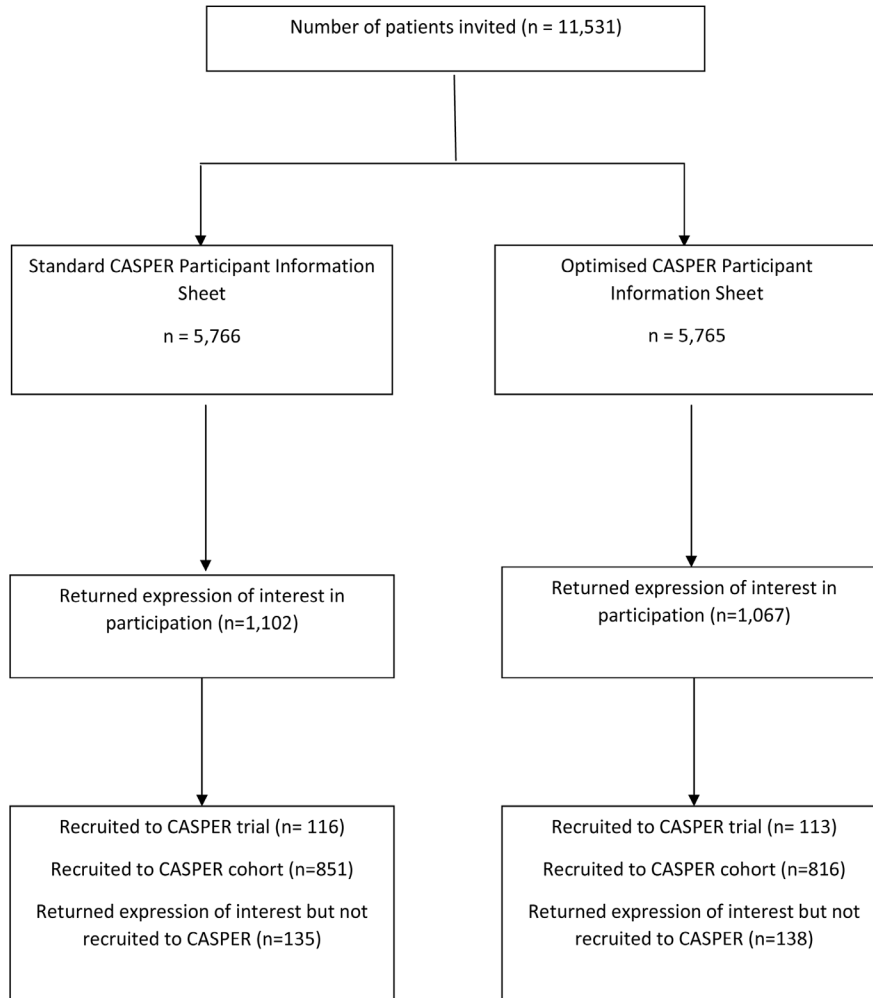 Number of patients invited (n = 11,531)
Standard CASPER Participant Information
Sheet
n = 5,766
Optimised CASPER Participant
Information Sheet
n = 5,765
Returned expression of interest in
participation (n=1,102)
Returned expression of interest in
participation (n=1,067)
Recruited to CASPER trial (n= 116)
Recruited to CASPER cohort (n=851)
Returned expression of interest but not
recruited to CASPER (n=135)
Recruited to CASPER trial (n= 113)
Recruited to CASPER cohort (n=816)
Returned expression of interest but not
recruited to CASPER (n=138)